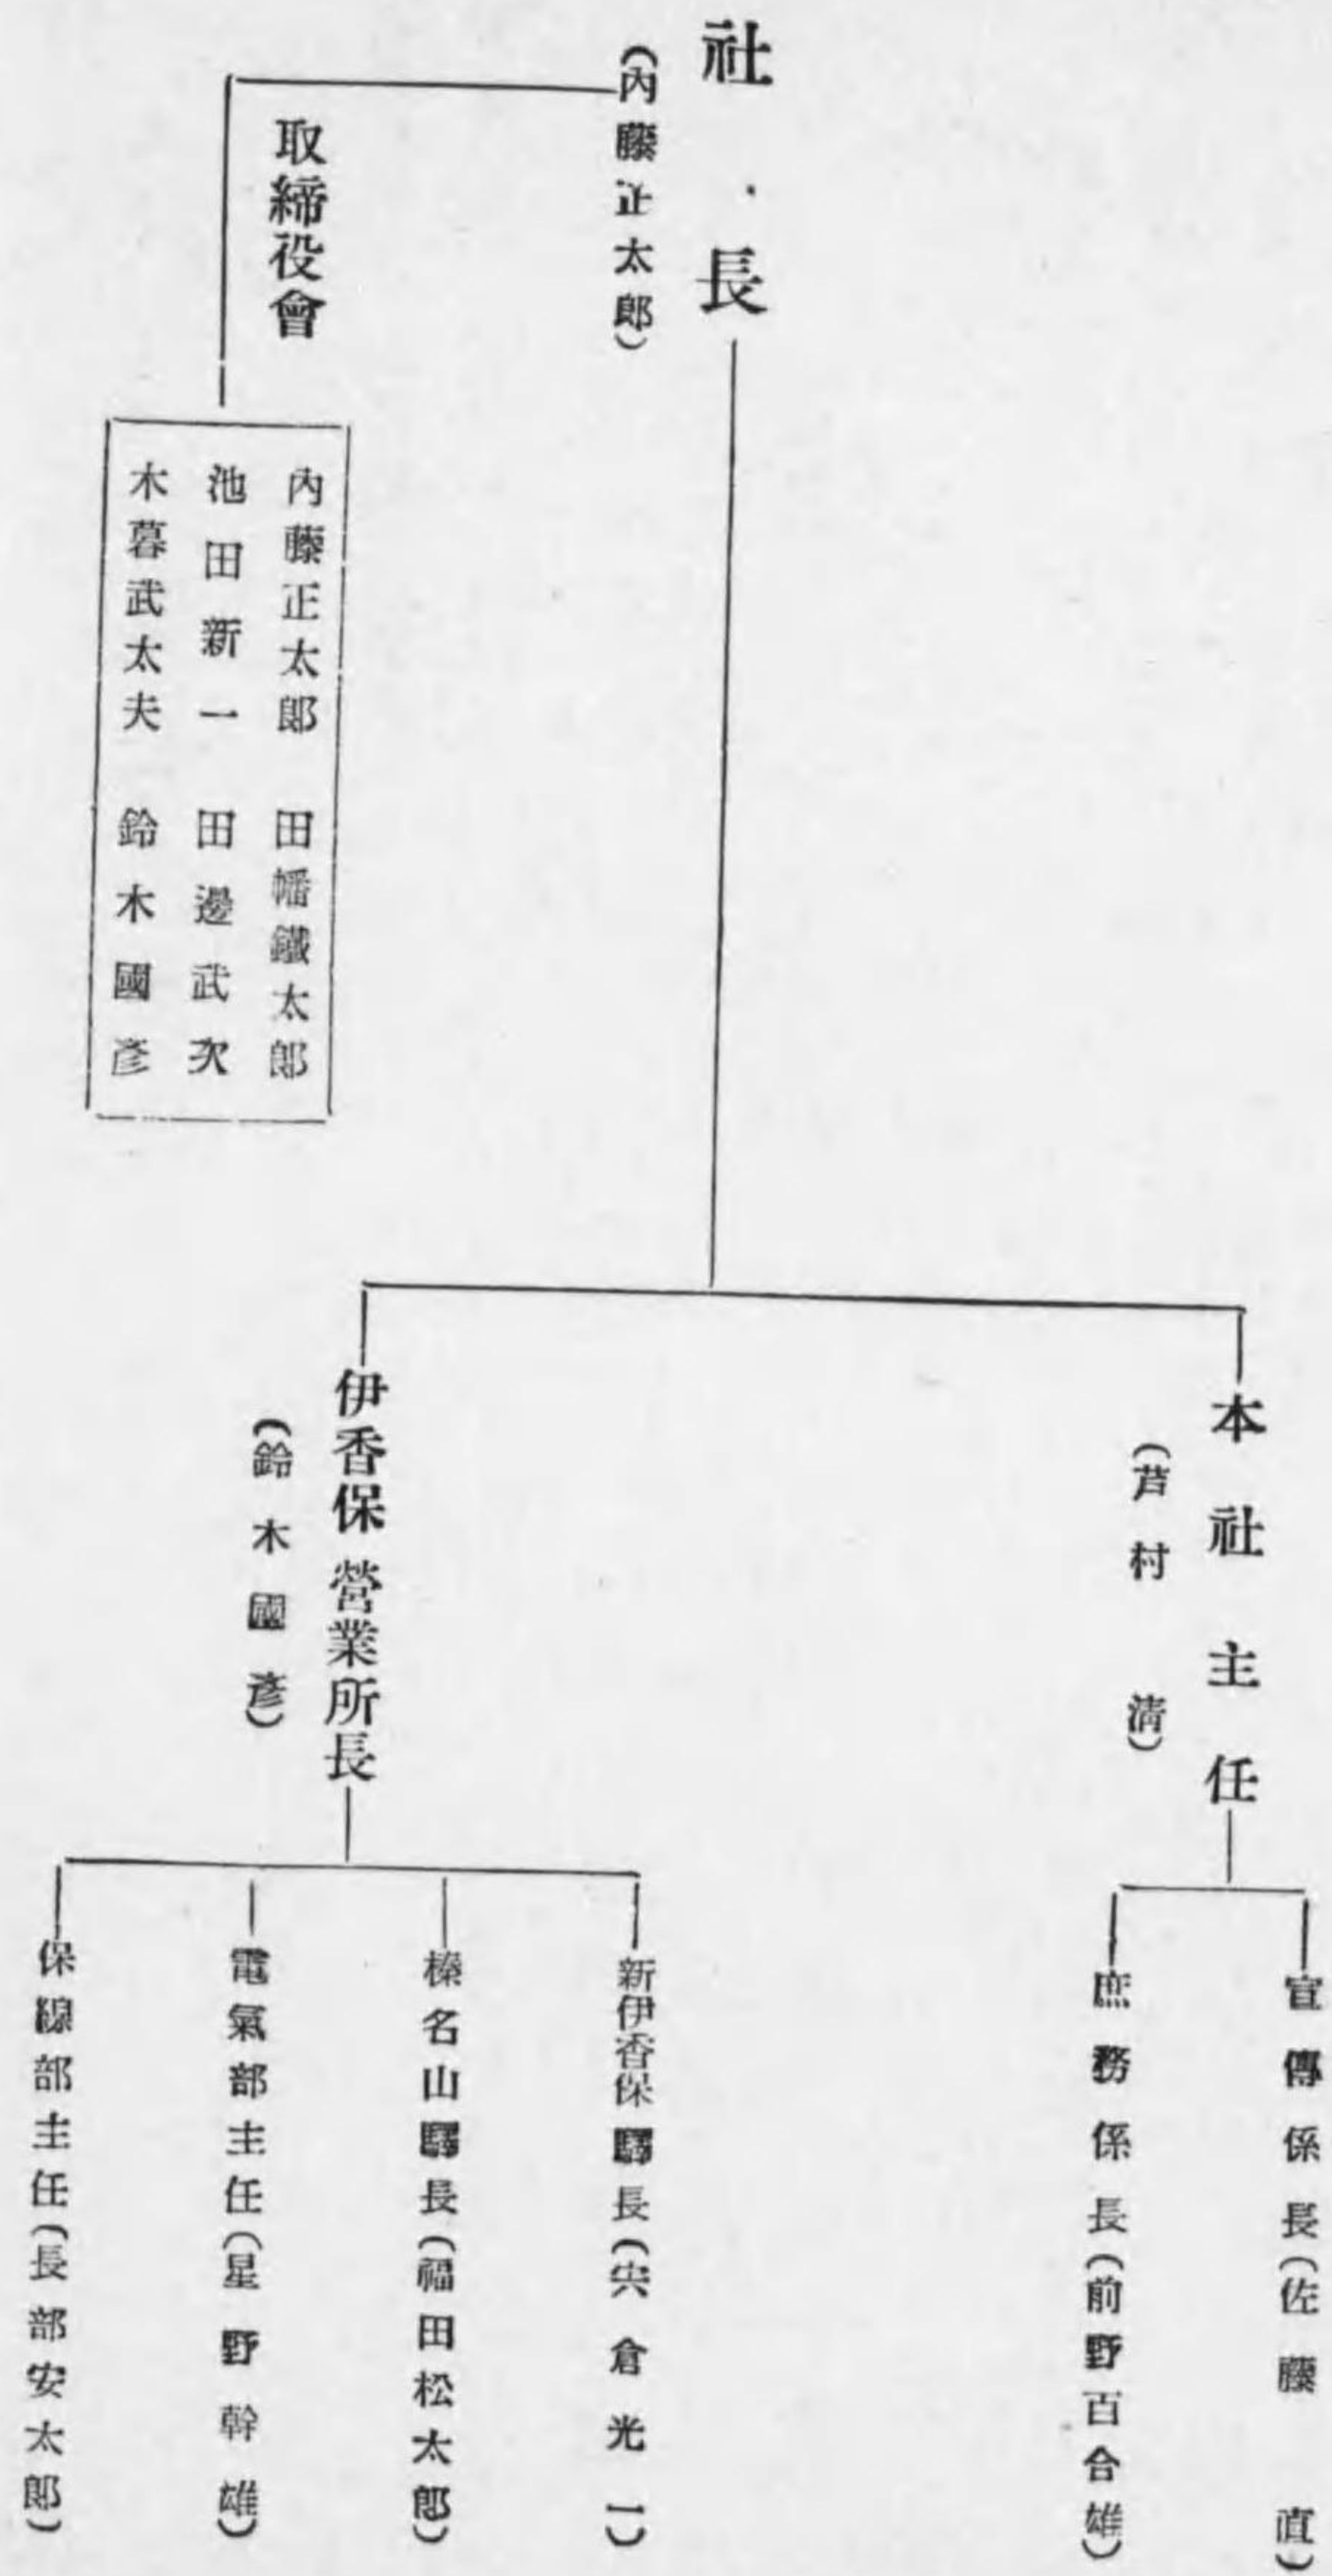 社長
(內藤正太郎)
取締役會
內藤正太郎　田幡鐵太郎
池田新一　田邊武次
木暮武太夫　鈴木國彥
本社主任
(芦村　淸)
宣傳係長(佐藤　直)
庶務係長(前野百合雄)
伊香保營業所長
(鈴木國彥)
新伊香保驛長(宍倉光一)
榛名山驛長(福田松太郎)
電氣部主任(星野幹雄)
保線部主任(長部安太郎)